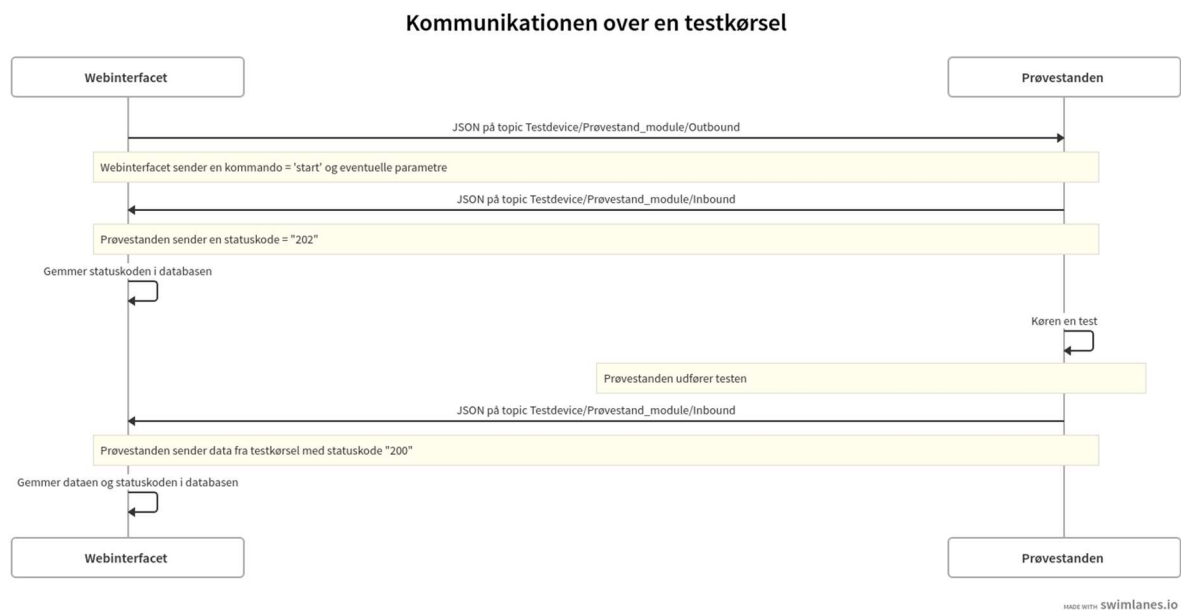 Kommunikationen over en testkørsel
Webinterfacet
Prøvestanden
JSON på topic Testdevice/Prøvestand_module/Outbound
Webinterfacet sender en kommando = 'start' og eventuelle parametre
JSON på topic Testdevice/Prøvestand_module/Inbound
Prøvestanden sender en statuskode = "202"
Gemmer statuskoden i databasen
Køren en test
Prøvestanden udfører testen
JSON på topic Testdevice/Prøvestand_module/Inbound
Prøvestanden sender data fra testkørsel med statuskode "200"
Gemmer dataen og statuskoden i databasen
Webinterfacet
Prøvestanden
MADE WITH swimlanes.io